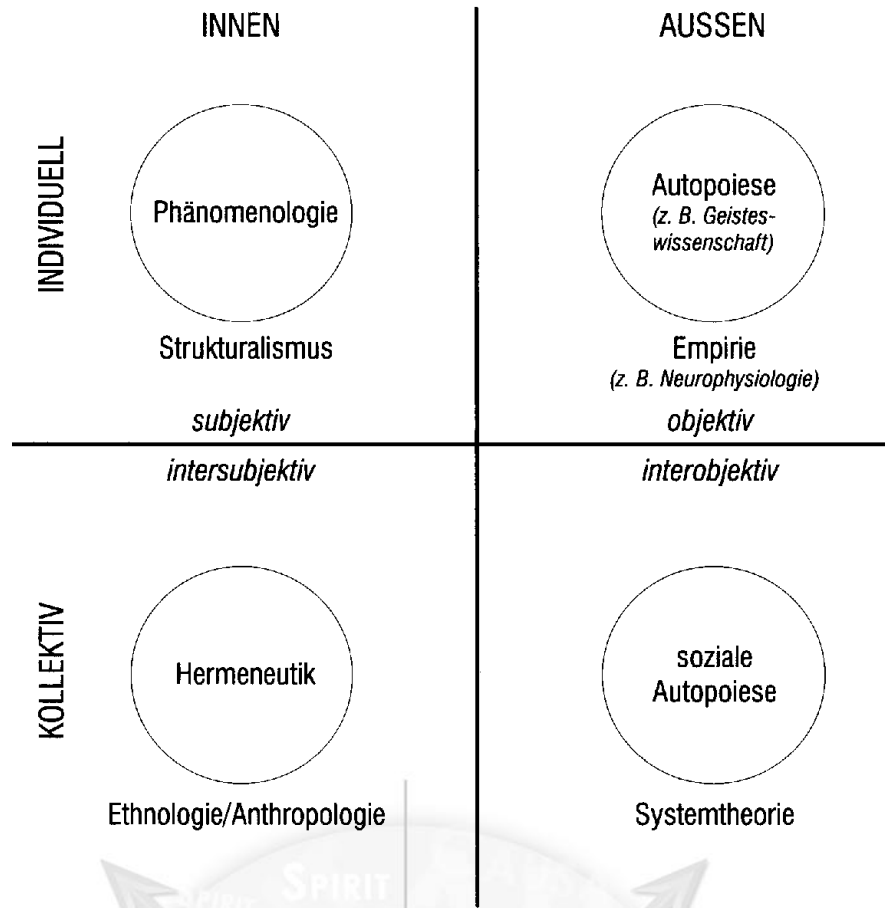 INNEN
AUSSEN
INDIVIDUELL
Phänomenologie
Autopoiese
(z. B. Geistes-
wissenschaft)
Strukturalismus
Empirie
(z. B. Neurophysiologie)
subjektiv
objektiv
intersubjektiv
interobjektiv
KOLLEKTIV
Hermeneutik
soziale
Autopoiese
Ethnologie/Anthropologie
Systemtheorie
SPIRIT
SPIRIT